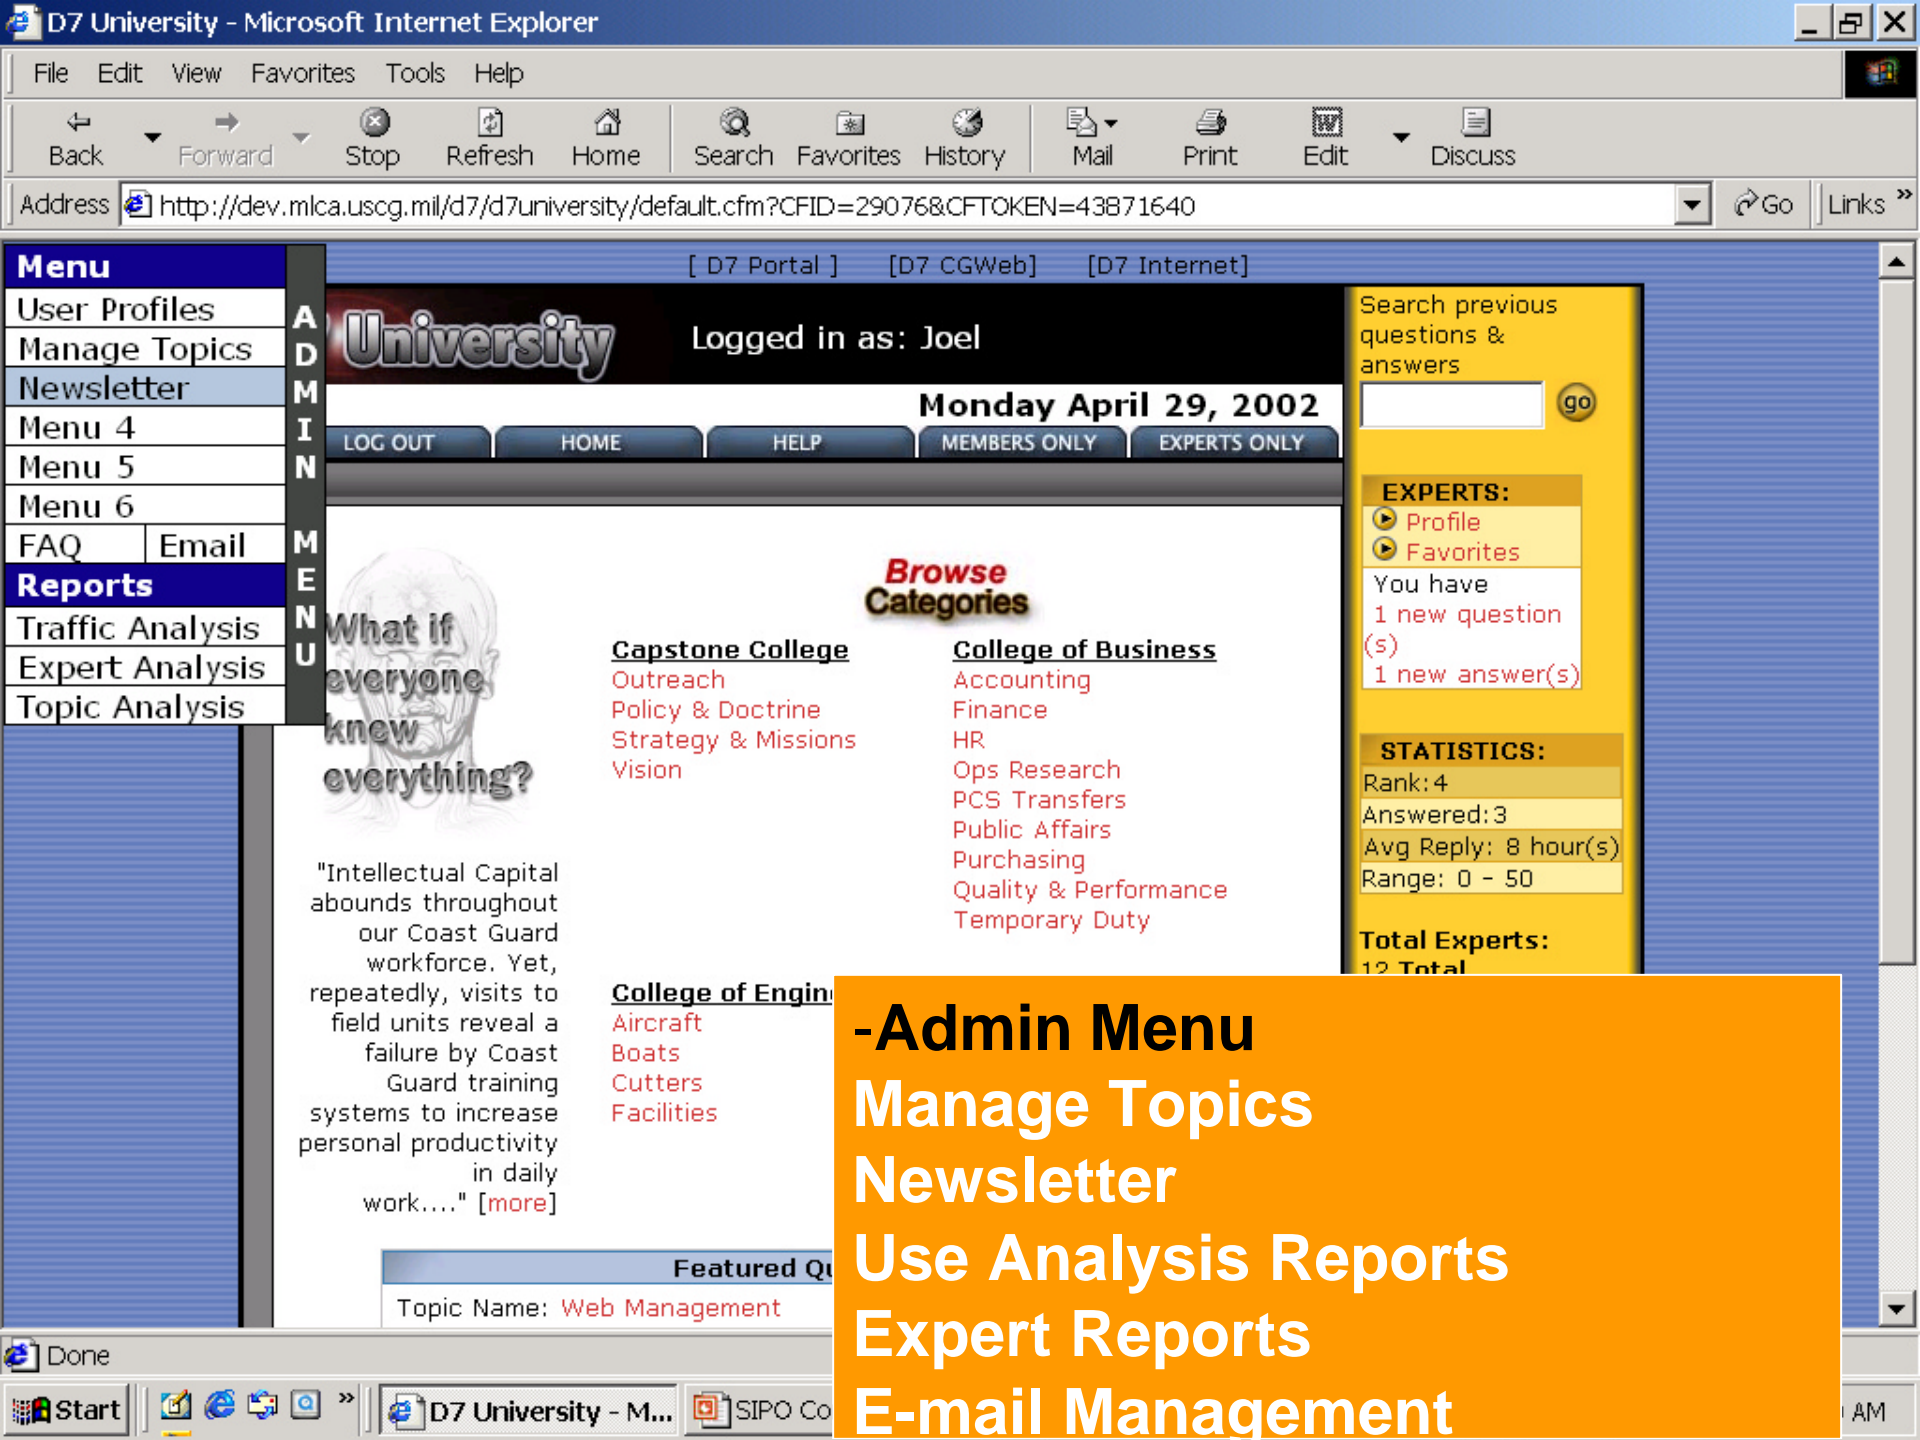 D7 University - Microsoft Internet Explorer
File Edit View Favorites Tools Help
Back Forward Stop Refresh Home Search Favorites History Mail Print Edit Discuss
Address http://dev.mlca.uscg.mil/d7/d7university/default.cfm?CFID=29076&CFTOKEN=43871640 Go Links »
Menu
User Profiles
Manage Topics
Newsletter
Menu 4
Menu 5
Menu 6
FAQ Email
Reports
Traffic Analysis
Expert Analysis
Topic Analysis
ADMIN MENU
[ D7 Portal ] [D7 CGWeb] [D7 Internet]
University
Logged in as: Joel
Monday April 29, 2002
LOG OUT HOME HELP MEMBERS ONLY EXPERTS ONLY
What if
everyone
knew
everything?
"Intellectual Capital
abounds throughout
our Coast Guard
workforce. Yet,
repeatedly, visits to
field units reveal a
failure by Coast
Guard training
systems to increase
personal productivity
in daily
work...." [more]
Browse
Categories
Capstone College
Outreach
Policy & Doctrine
Strategy & Missions
Vision
College of Business
Accounting
Finance
HR
Ops Research
PCS Transfers
Public Affairs
Purchasing
Quality & Performance
Temporary Duty
College of Engin
Aircraft
Boats
Cutters
Facilities
Featured Qu
Topic Name: Web Management
Search previous
questions &
answers
go
EXPERTS:
Profile
Favorites
You have
1 new question
(s)
1 new answer(s)
STATISTICS:
Rank:4
Answered:3
Avg Reply: 8 hour(s)
Range: 0 - 50
Total Experts:
12 Total
-Admin Menu
Manage Topics
Newsletter
Use Analysis Reports
Expert Reports
E-mail Management
Done
Start » D7 University - M... SIPO Co AM